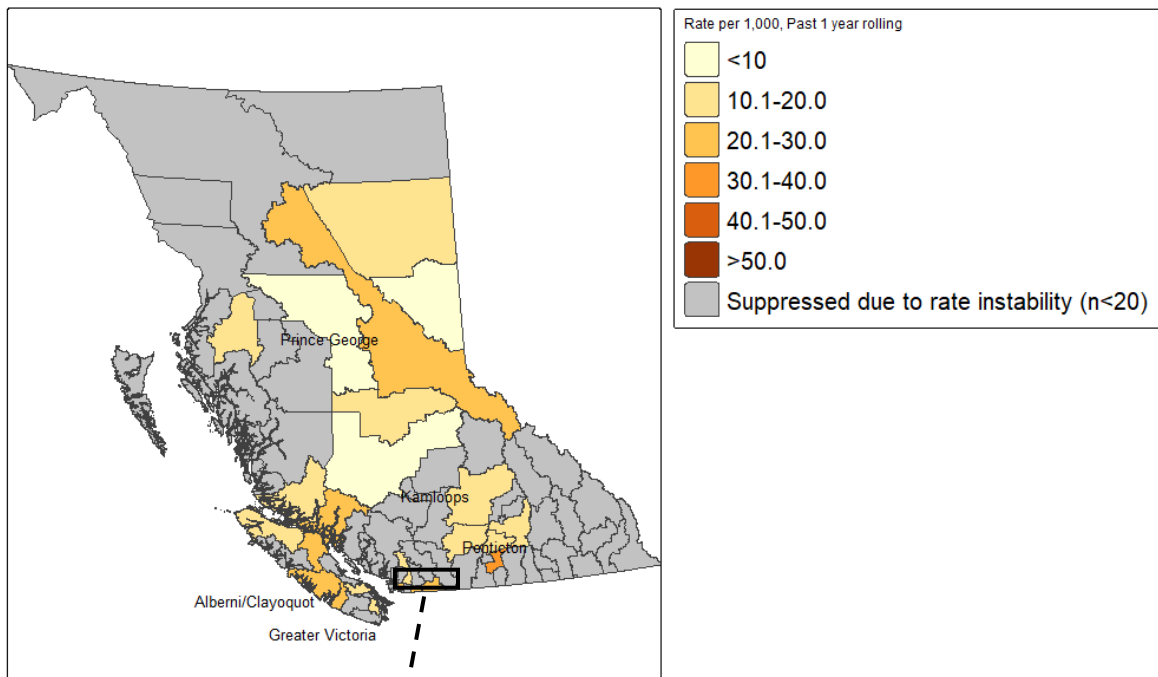 Rate per 1,000, Past 1 year rolling
<10
10.1-20.0
20.1-30.0
30.1-40.0
40.1-50.0
>50.0
Suppressed due to rate instability (n<20)
Prince George
Kamloops
Penticton
Alberni/Clayoquot
Greater Victoria